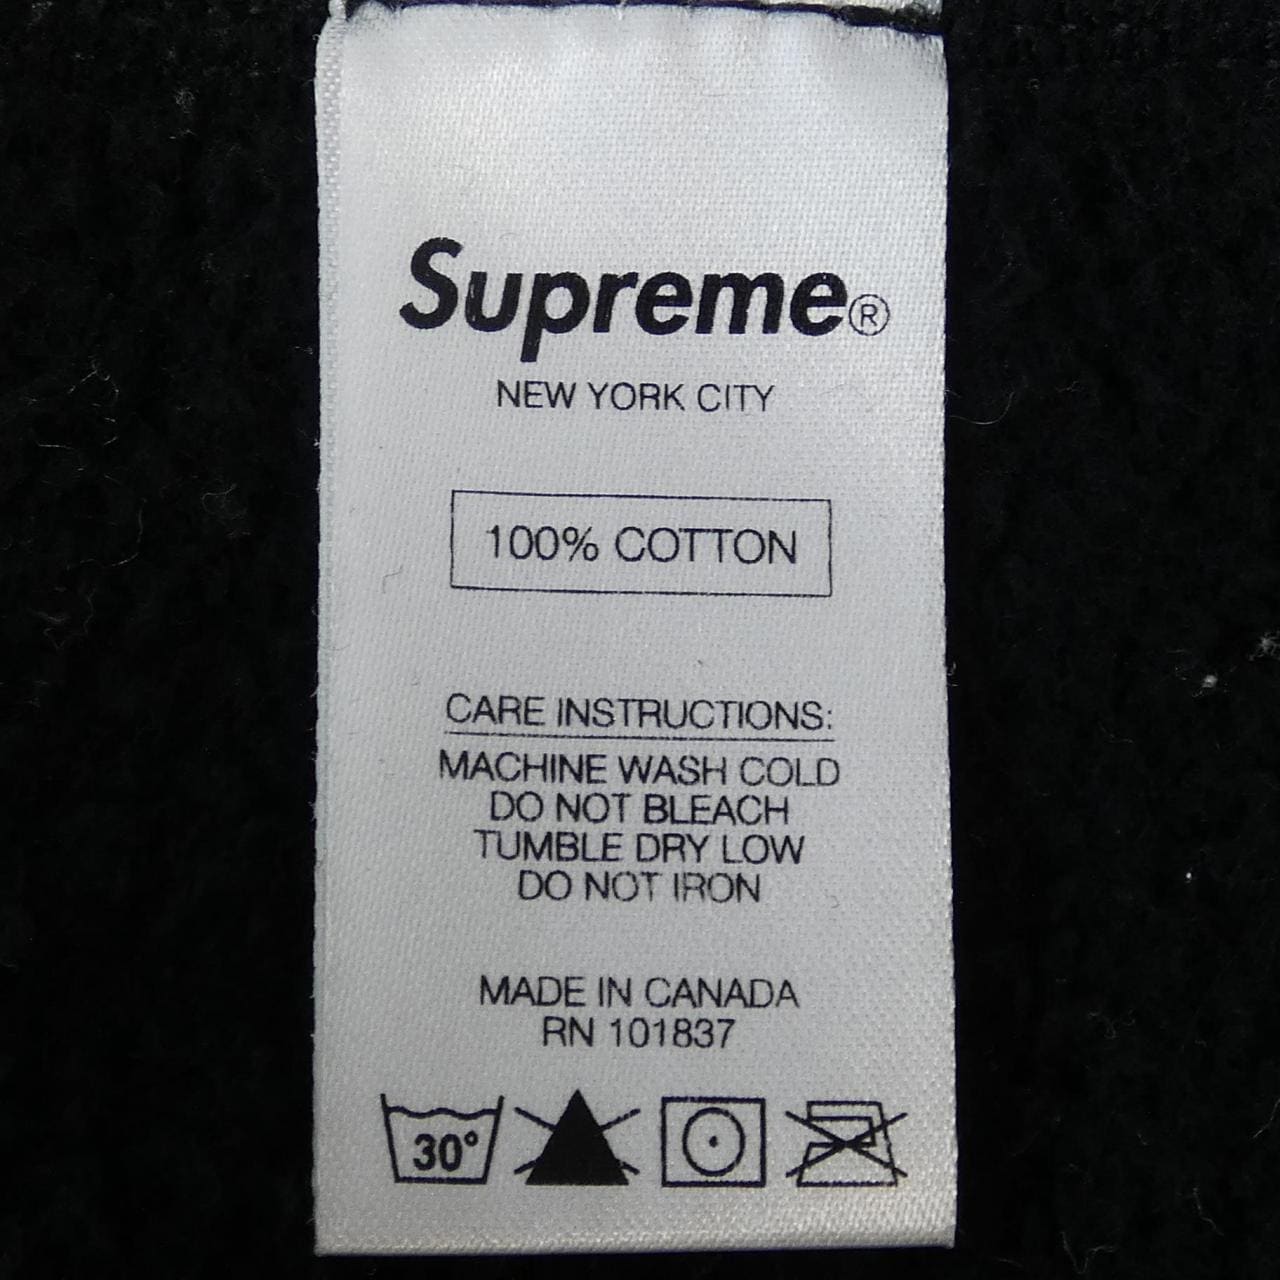 Supreme®
NEW YORK CITY
100% COTTON
CARE INSTRUCTIONS:
MACHINE WASH COLD
DO NOT BLEACH
TUMBLE DRY LOW
DO NOT IRON
MADE IN CANADA
RN 101837
30°